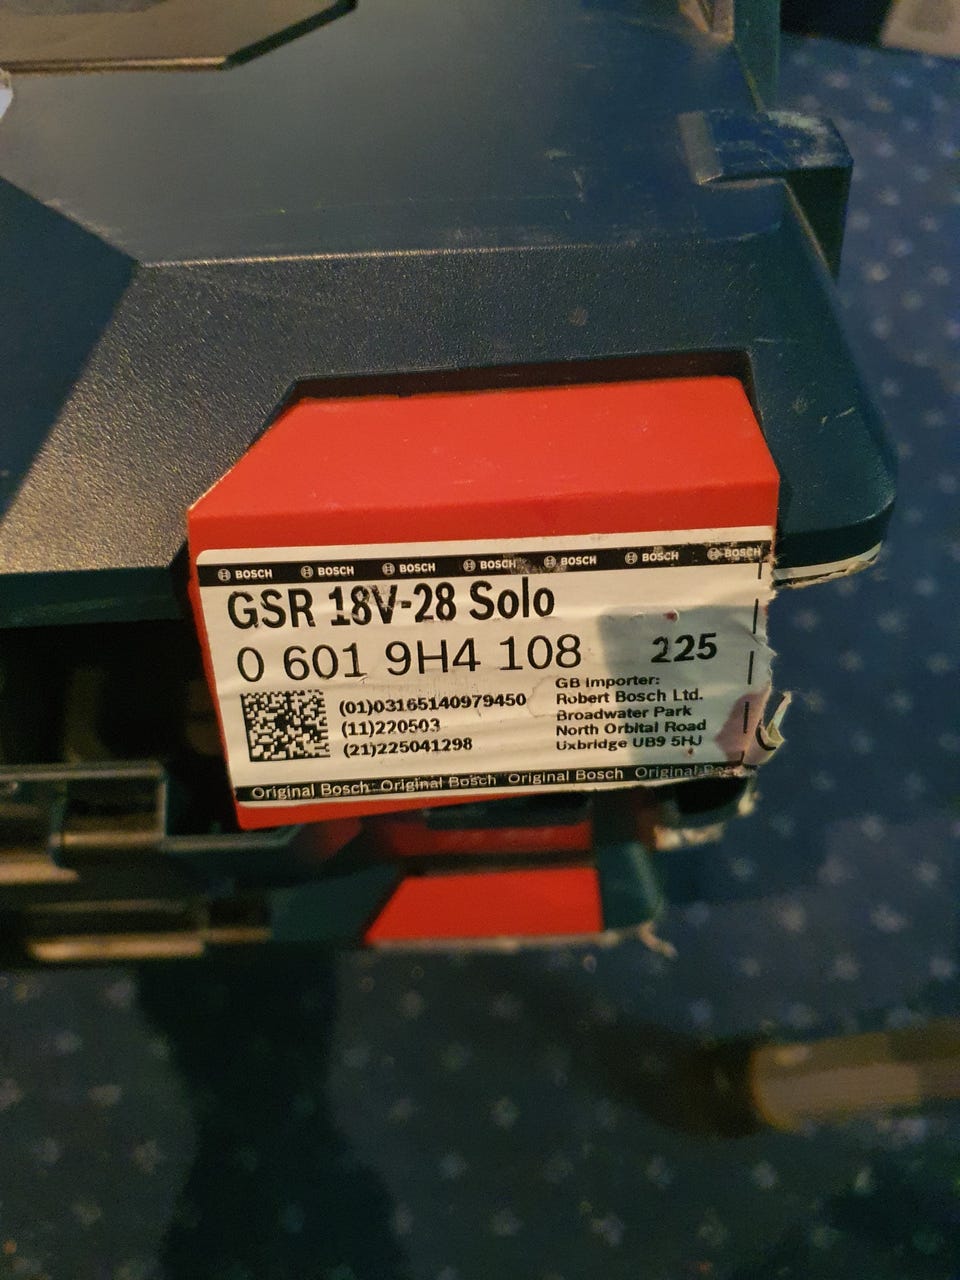 BOSCH BOSCH BOSCH BOSCH BOSCH BOSCH BOSCH
GSR 18V-28 Solo
0 601 9H4 108
225
(01)03165140979450
(11)220503
(21)225041298
GB Importer:
Robert Bosch Ltd.
Broadwater Park
North Orbital Road
Uxbridge UB9 5HJ
Original Bosch Original Bosch Original Bosch Original